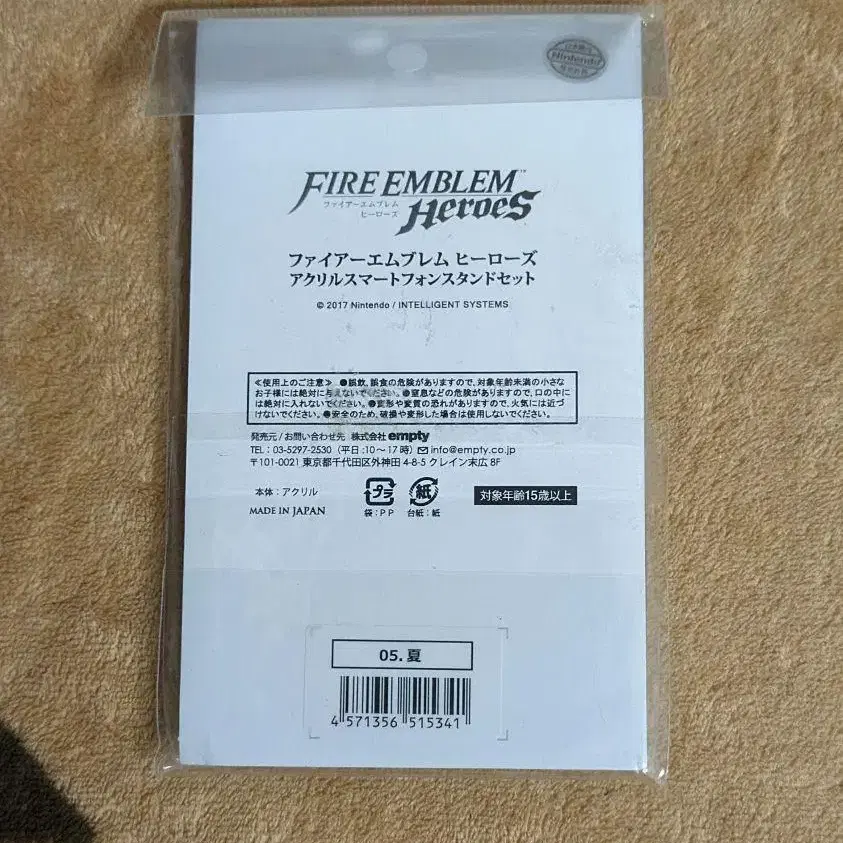 Nintendo
FIRE EMBLEM™
ファイアーエムブレム
ヒーローズ
Heroes
ファイアーエムブレム ヒーローズ
アクリルスマートフォンスタンドセット
© 2017 Nintendo / INTELLIGENT SYSTEMS
≪使用上のご注意≫ ●誤飲、誤食の危険がありますので、対象年齢未満の小さな
お子様には絶対に与えないでください。●窒息などの危険がありますので、口の中に
は絶対に入れないでください。●変形や変質の恐れがありますので、火気には近づ
けないでください。●安全のため、破損や変形した場合は使用しないでください。
発売元/お問い合わせ先 株式会社empty
TEL: 03-5297-2530 (平日:10〜17時) info@empty.co.jp
〒101-0021 東京都千代田区外神田 4-8-5 クレイン末広 8F
本体:アクリル
MADE IN JAPAN
プラ
袋:PP
紙
台紙:紙
対象年齢15歳以上
05.夏
4 571356 515341